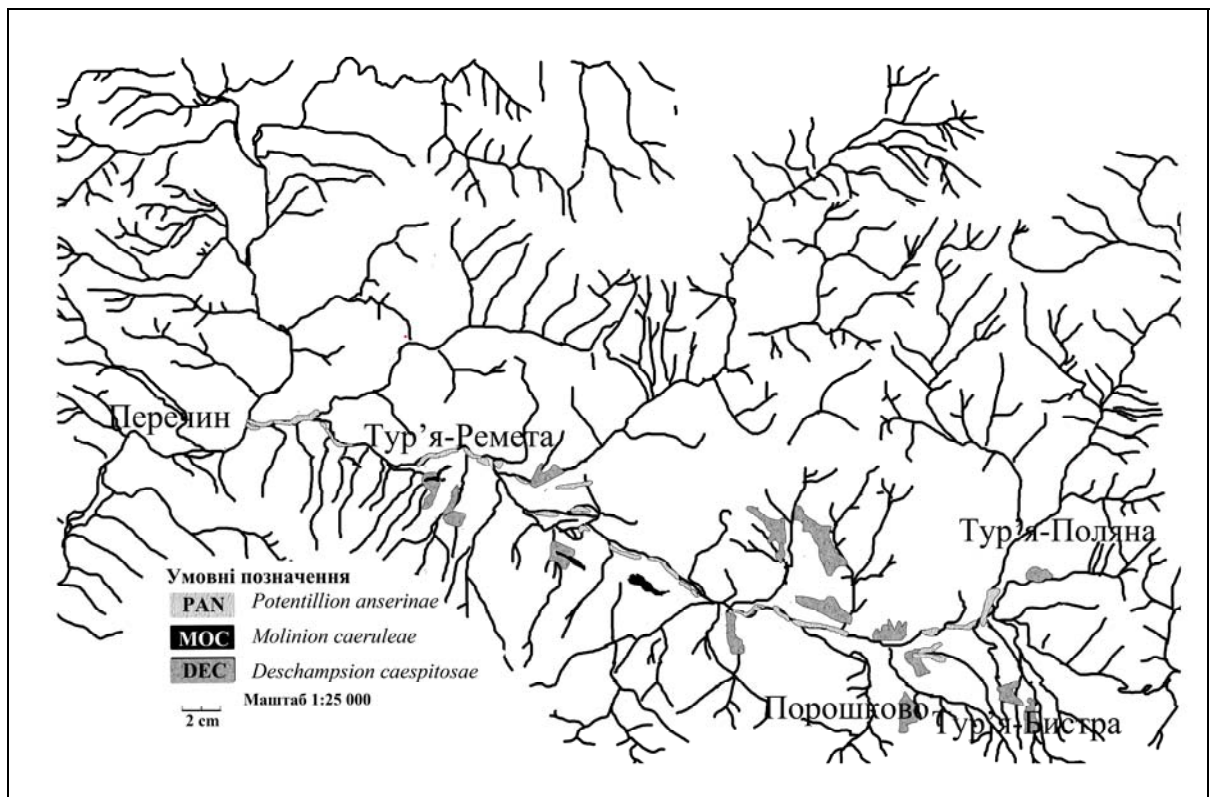 Перечин
Тур’я-Ремета
Тур’я-Поляна
Умовні позначення
PAN Potentillion anserinae
MOC Molinion caeruleae
DEC Deschampsion caespitosae
Маштаб 1:25 000
2 cm
Порошково
Тур’я-Бистра